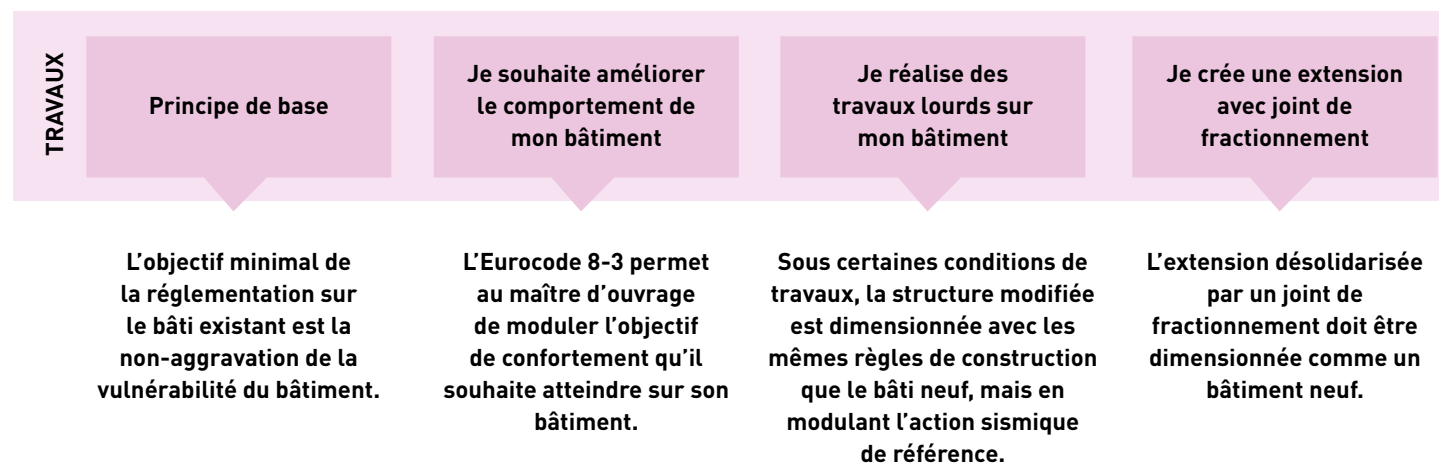 TRAVAUX
Principe de base
Je souhaite améliorer
le comportement de
mon bâtiment
Je réalise des
travaux lourds sur
mon bâtiment
Je crée une extension
avec joint de
fractionnement
L’objectif minimal de
la réglementation sur
le bâti existant est la
non-aggravation de la
vulnérabilité du bâtiment.
L’Eurocode 8-3 permet
au maître d’ouvrage
de moduler l’objectif
de confortement qu’il
souhaite atteindre sur son
bâtiment.
Sous certaines conditions de
travaux, la structure modifiée
est dimensionnée avec les
mêmes règles de construction
que le bâti neuf, mais en
modulant l’action sismique
de référence.
L’extension désolidarisée
par un joint de
fractionnement doit être
dimensionnée comme un
bâtiment neuf.